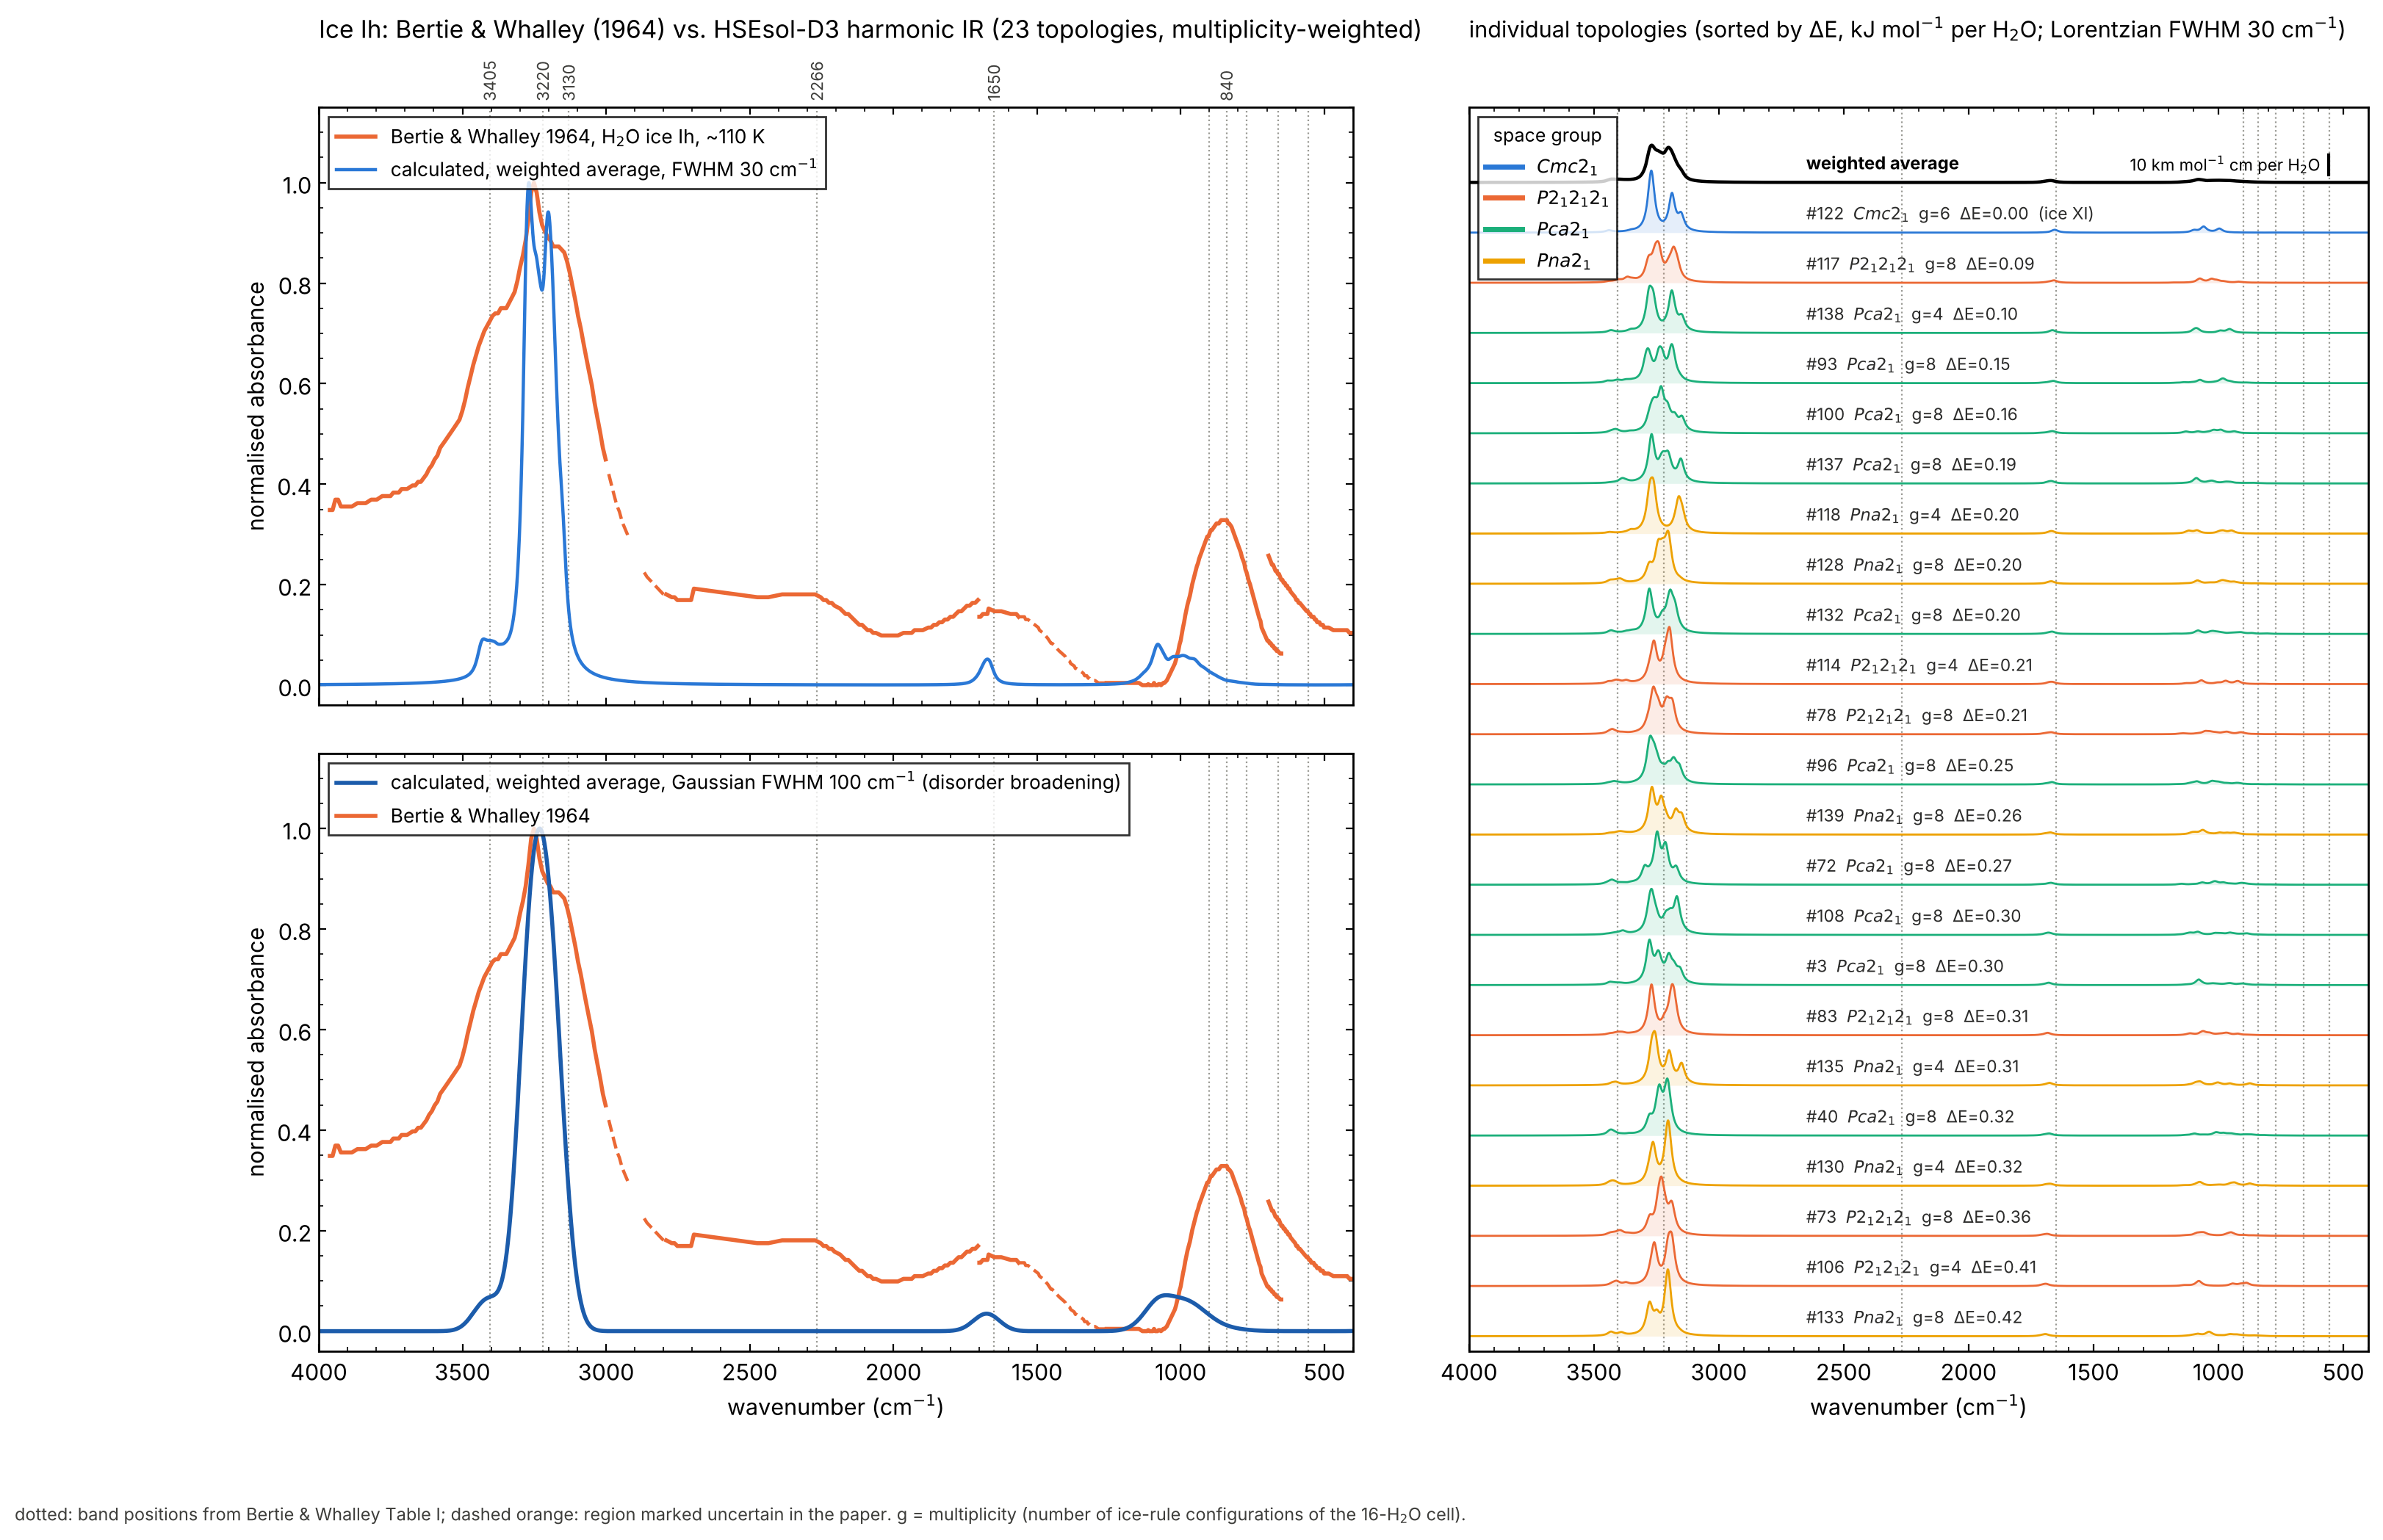 Ice Ih: Bertie & Whalley (1964) vs. HSEsol-D3 harmonic IR (23 topologies, multiplicity-weighted)
3405
3220
3130
2266
1650
840
Bertie & Whalley 1964, H₂O ice Ih, ~110 K
calculated, weighted average, FWHM 30 cm⁻¹
normalised absorbance
1.0
0.8
0.6
0.4
0.2
0.0
calculated, weighted average, Gaussian FWHM 100 cm⁻¹ (disorder broadening)
Bertie & Whalley 1964
normalised absorbance
1.0
0.8
0.6
0.4
0.2
0.0
4000 3500 3000 2500 2000 1500 1000 500
wavenumber (cm⁻¹)
individual topologies (sorted by ΔE, kJ mol⁻¹ per H₂O; Lorentzian FWHM 30 cm⁻¹)
space group
Cmc2₁
P2₁2₁2₁
Pca2₁
Pna2₁
weighted average
10 km mol⁻¹ cm per H₂O
#122 Cmc2₁ g=6 ΔE=0.00 (ice XI)
#117 P2₁2₁2₁ g=8 ΔE=0.09
#138 Pca2₁ g=4 ΔE=0.10
#93 Pca2₁ g=8 ΔE=0.15
#100 Pca2₁ g=8 ΔE=0.16
#137 Pca2₁ g=8 ΔE=0.19
#118 Pna2₁ g=4 ΔE=0.20
#128 Pna2₁ g=8 ΔE=0.20
#132 Pca2₁ g=8 ΔE=0.20
#114 P2₁2₁2₁ g=4 ΔE=0.21
#78 P2₁2₁2₁ g=8 ΔE=0.21
#96 Pca2₁ g=8 ΔE=0.25
#139 Pna2₁ g=8 ΔE=0.26
#72 Pca2₁ g=8 ΔE=0.27
#108 Pca2₁ g=8 ΔE=0.30
#3 Pca2₁ g=8 ΔE=0.30
#83 P2₁2₁2₁ g=8 ΔE=0.31
#135 Pna2₁ g=4 ΔE=0.31
#40 Pca2₁ g=8 ΔE=0.32
#130 Pna2₁ g=4 ΔE=0.32
#73 P2₁2₁2₁ g=8 ΔE=0.36
#106 P2₁2₁2₁ g=4 ΔE=0.41
#133 Pna2₁ g=8 ΔE=0.42
4000 3500 3000 2500 2000 1500 1000 500
wavenumber (cm⁻¹)
dotted: band positions from Bertie & Whalley Table I; dashed orange: region marked uncertain in the paper. g = multiplicity (number of ice-rule configurations of the 16-H₂O cell).